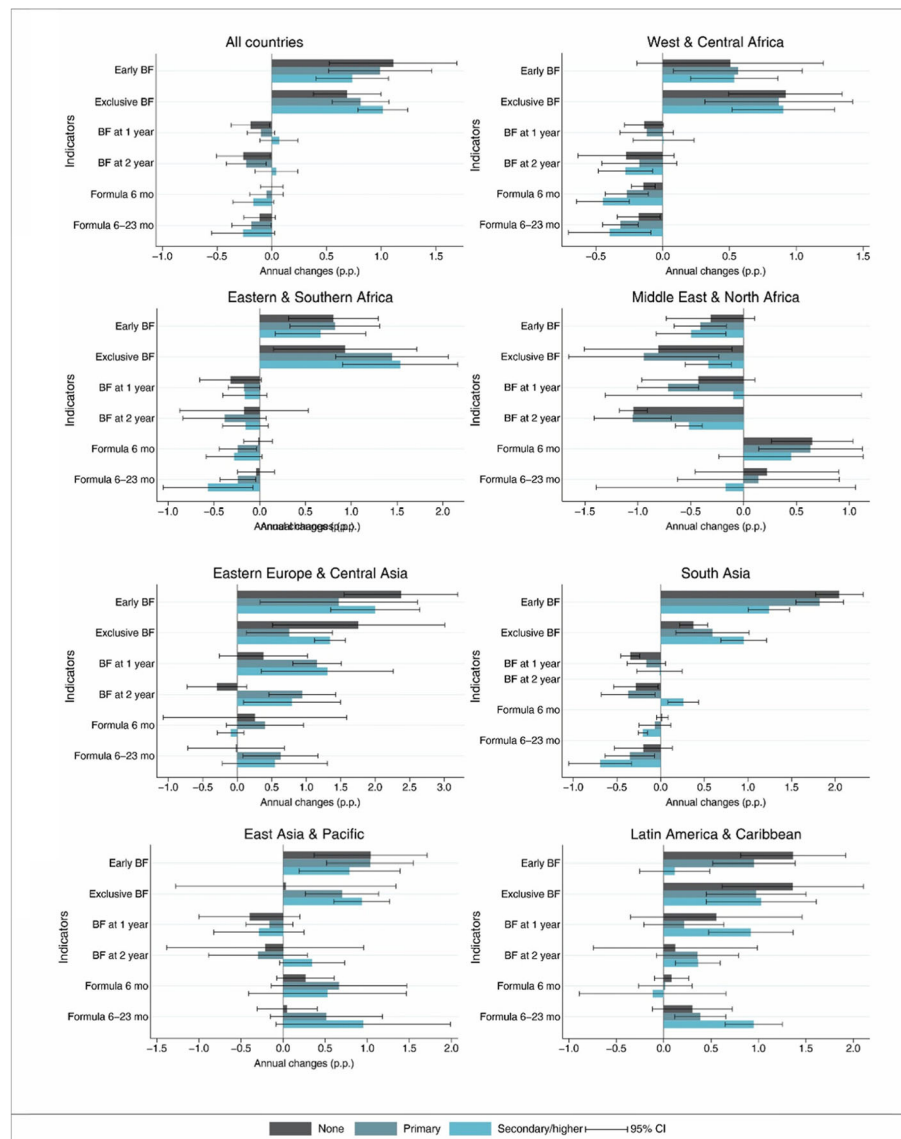 All countries
Indicators
Early BF
Exclusive BF
BF at 1 year
BF at 2 year
Formula 6 mo
Formula 6–23 mo
−1.0 −0.5 0.0 0.5 1.0 1.5
Annual changes (p.p.)
West & Central Africa
Indicators
Early BF
Exclusive BF
BF at 1 year
BF at 2 year
Formula 6 mo
Formula 6–23 mo
−0.5 0.0 0.5 1.0 1.5
Annual changes (p.p.)
Eastern & Southern Africa
Indicators
Early BF
Exclusive BF
BF at 1 year
BF at 2 year
Formula 6 mo
Formula 6–23 mo
−1.0 −0.5 0.0 0.5 1.0 1.5 2.0
Annual changes (p.p.)
Middle East & North Africa
Indicators
Early BF
Exclusive BF
BF at 1 year
BF at 2 year
Formula 6 mo
Formula 6–23 mo
−1.5 −1.0 −0.5 0.0 0.5 1.0
Annual changes (p.p.)
Eastern Europe & Central Asia
Indicators
Early BF
Exclusive BF
BF at 1 year
BF at 2 year
Formula 6 mo
Formula 6–23 mo
−1.0 −0.5 0.0 0.5 1.0 1.5 2.0 2.5 3.0
Annual changes (p.p.)
South Asia
Indicators
Early BF
Exclusive BF
BF at 1 year
BF at 2 year
Formula 6 mo
Formula 6–23 mo
−1.0 −0.5 0.0 0.5 1.0 1.5 2.0
Annual changes (p.p.)
East Asia & Pacific
Indicators
Early BF
Exclusive BF
BF at 1 year
BF at 2 year
Formula 6 mo
Formula 6–23 mo
−1.5 −1.0 −0.5 0.0 0.5 1.0 1.5 2.0
Annual changes (p.p.)
Latin America & Caribbean
Indicators
Early BF
Exclusive BF
BF at 1 year
BF at 2 year
Formula 6 mo
Formula 6–23 mo
−1.0 −0.5 0.0 0.5 1.0 1.5 2.0
Annual changes (p.p.)
None Primary Secondary/higher 95% CI